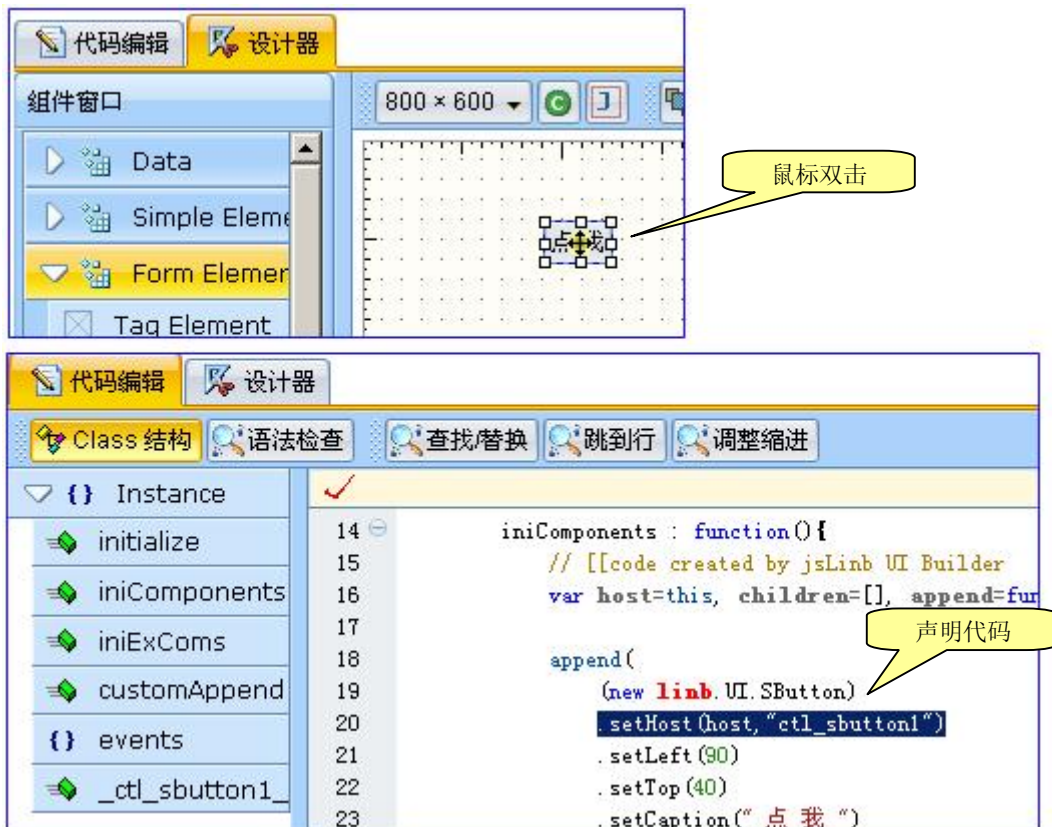 代码编辑 设计器
组件窗口
800 × 600
C
J
Data
Simple Eleme
Form Elemen
Tag Element
点我
鼠标双击
代码编辑 设计器
Class 结构 语法检查 查找/替换 跳到行 调整缩进
{} Instance
initialize
iniComponents
iniExComs
customAppend
{} events
_ctl_sbutton1_
14 iniComponents : function(){
15 // [[code created by jsLinb UI Builder
16 var host=this, children=[], append=fun
17
18 append(
声明代码
19 (new linb.UI.SButton)
20 .setHost(host,"ctl_sbutton1")
21 .setLeft(90)
22 .setTop(40)
23 .setCaption(" 点 我 ")